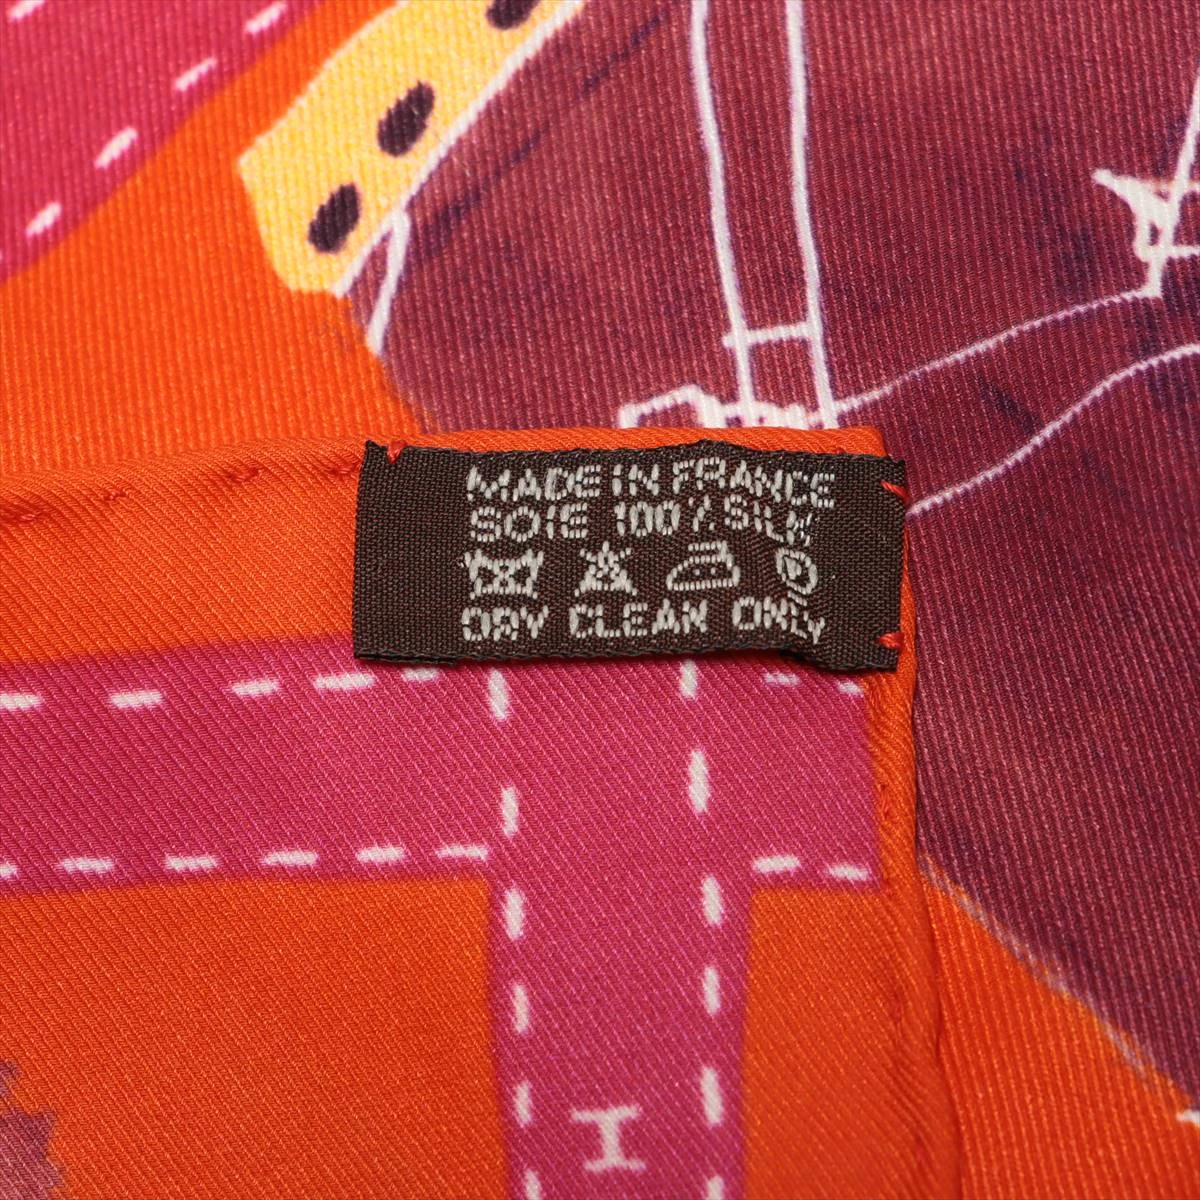 MADE IN FRANCE
SOIE 100% SILK
P
DRY CLEAN ONLY
H